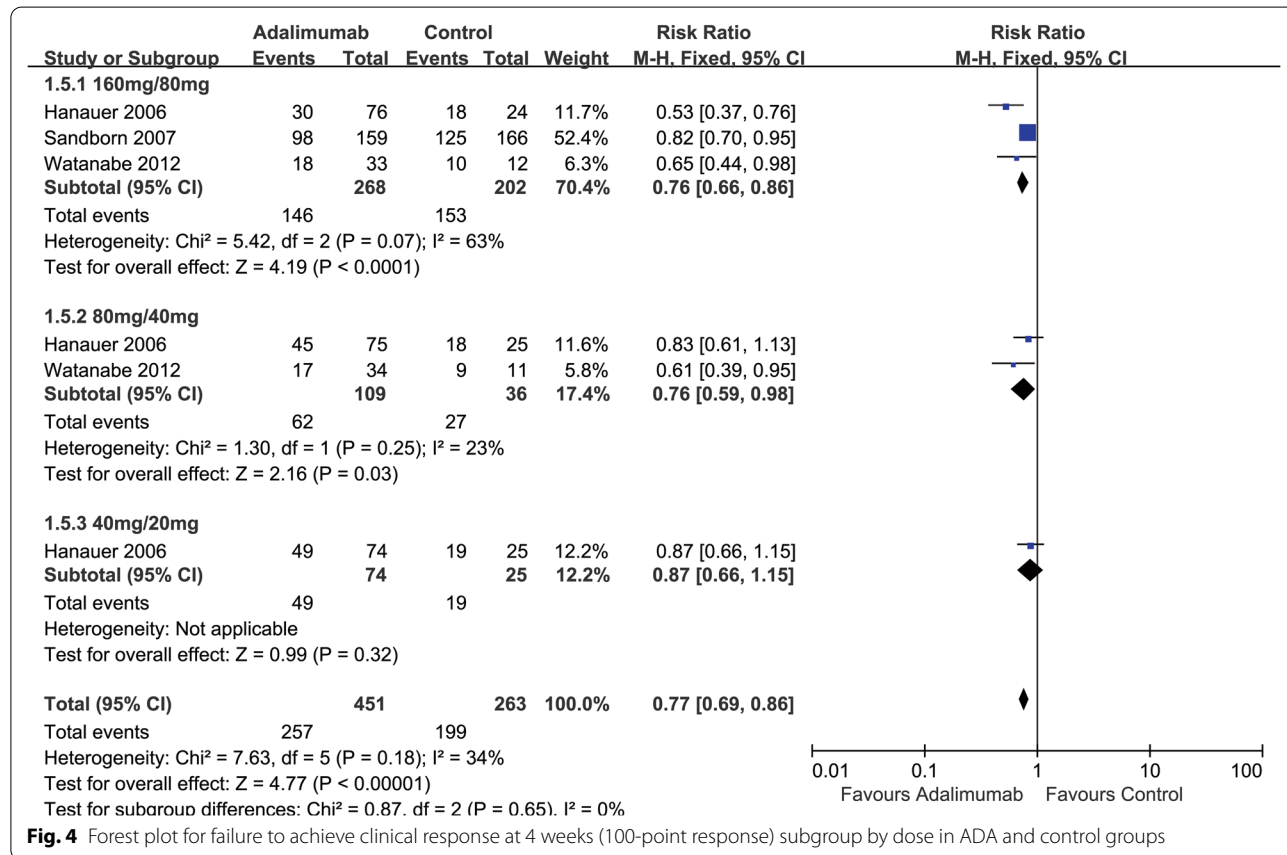 Adalimumab Control Risk Ratio Risk Ratio
Study or Subgroup Events Total Events Total Weight M-H, Fixed, 95% CI M-H, Fixed, 95% CI
1.5.1 160mg/80mg
Hanauer 2006 30 76 18 24 11.7% 0.53 [0.37, 0.76]
Sandborn 2007 98 159 125 166 52.4% 0.82 [0.70, 0.95]
Watanabe 2012 18 33 10 12 6.3% 0.65 [0.44, 0.98]
Subtotal (95% CI) 268 202 70.4% 0.76 [0.66, 0.86]
Total events 146 153
Heterogeneity: Chi² = 5.42, df = 2 (P = 0.07); I² = 63%
Test for overall effect: Z = 4.19 (P < 0.0001)
1.5.2 80mg/40mg
Hanauer 2006 45 75 18 25 11.6% 0.83 [0.61, 1.13]
Watanabe 2012 17 34 9 11 5.8% 0.61 [0.39, 0.95]
Subtotal (95% CI) 109 36 17.4% 0.76 [0.59, 0.98]
Total events 62 27
Heterogeneity: Chi² = 1.30, df = 1 (P = 0.25); I² = 23%
Test for overall effect: Z = 2.16 (P = 0.03)
1.5.3 40mg/20mg
Hanauer 2006 49 74 19 25 12.2% 0.87 [0.66, 1.15]
Subtotal (95% CI) 74 25 12.2% 0.87 [0.66, 1.15]
Total events 49 19
Heterogeneity: Not applicable
Test for overall effect: Z = 0.99 (P = 0.32)
Total (95% CI) 451 263 100.0% 0.77 [0.69, 0.86]
Total events 257 199
Heterogeneity: Chi² = 7.63, df = 5 (P = 0.18); I² = 34%
Test for overall effect: Z = 4.77 (P < 0.00001)
Test for subgroup differences: Chi² = 0.87, df = 2 (P = 0.65), I² = 0%
0.01 0.1 1 10 100
Favours Adalimumab Favours Control
Fig. 4 Forest plot for failure to achieve clinical response at 4 weeks (100-point response) subgroup by dose in ADA and control groups